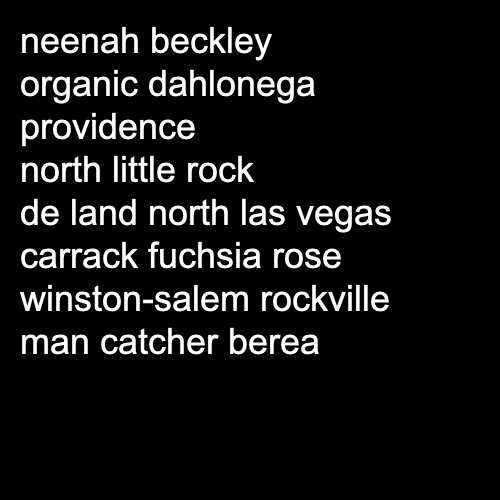 neenah beckley
organic dahlonega
providence
north little rock
de land north las vegas
carrack fuchsia rose
winston-salem rockville
man catcher berea